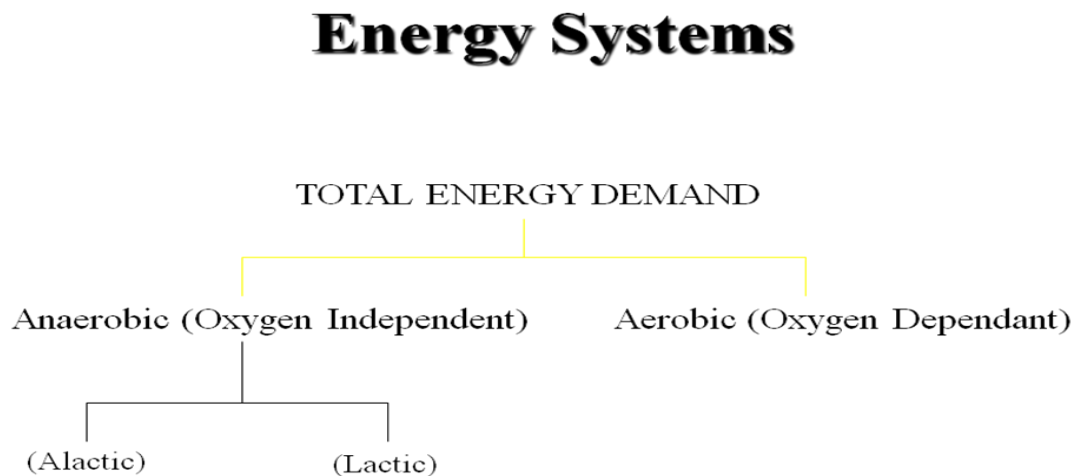 Energy Systems
TOTAL ENERGY DEMAND
Anaerobic (Oxygen Independent)
Aerobic (Oxygen Dependant)
(Alactic)
(Lactic)